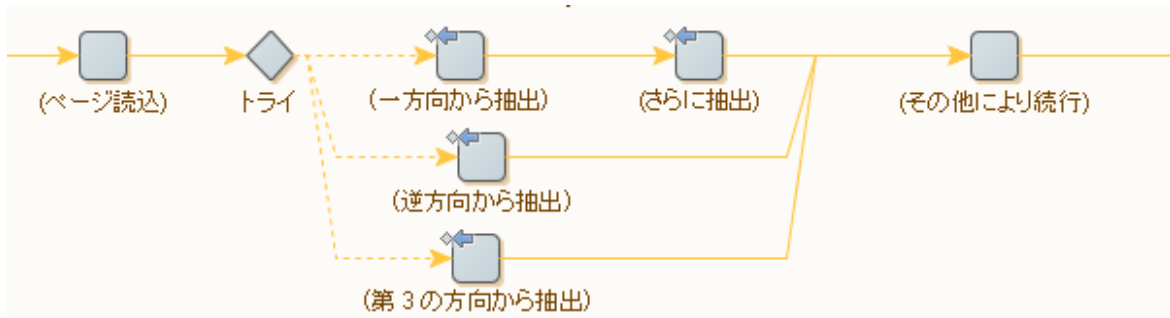 (ページ読込)
トライ
(一方向から抽出)
(さらに抽出)
(その他により続行)
(逆方向から抽出)
(第3の方向から抽出)